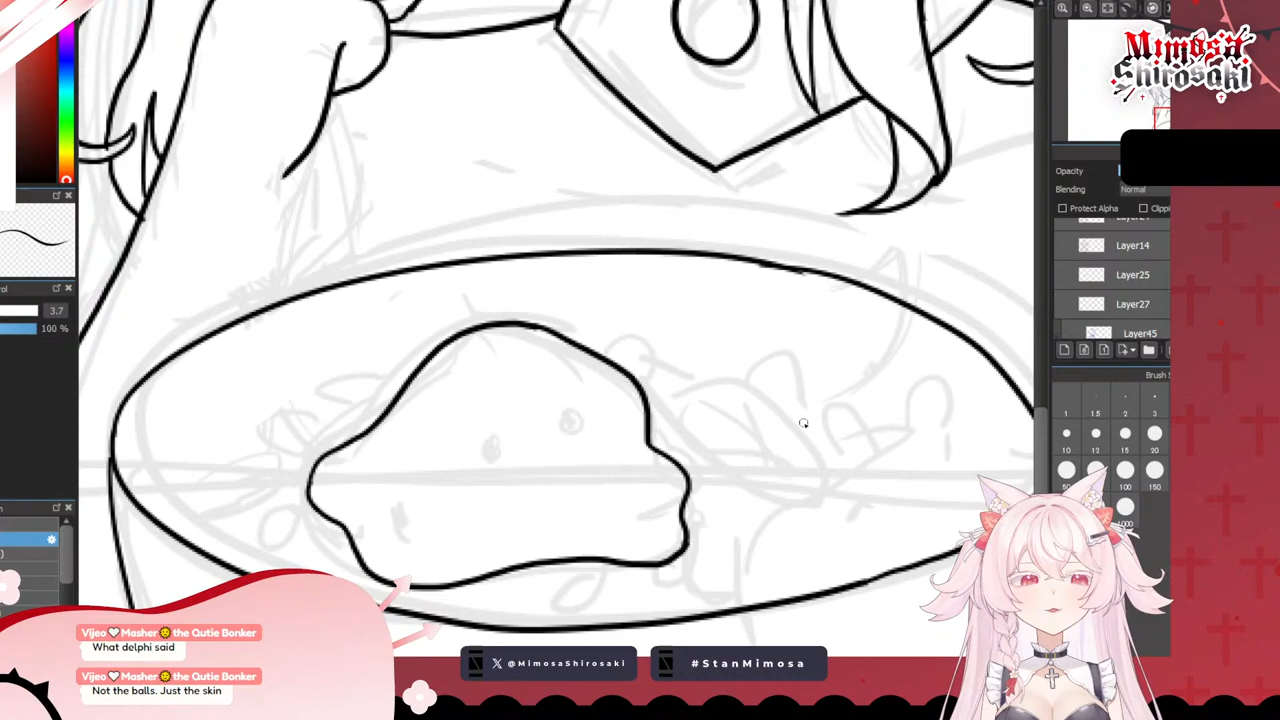 Mimosa
Shirosaki
Opacity
Blending
Normal
Protect Alpha
Layer14
Layer25
Layer27
Layer45
3.7
100 %
1
1.5
2
3
10
12
15
20
100
150
Vijeo🤍Masher🦁the Qutie Bonker
What delphi said
Vijeo🤍Masher🦁the Qutie Bonker
Not the balls. Just the skin
@MimosaShirosaki
#StanMimosa